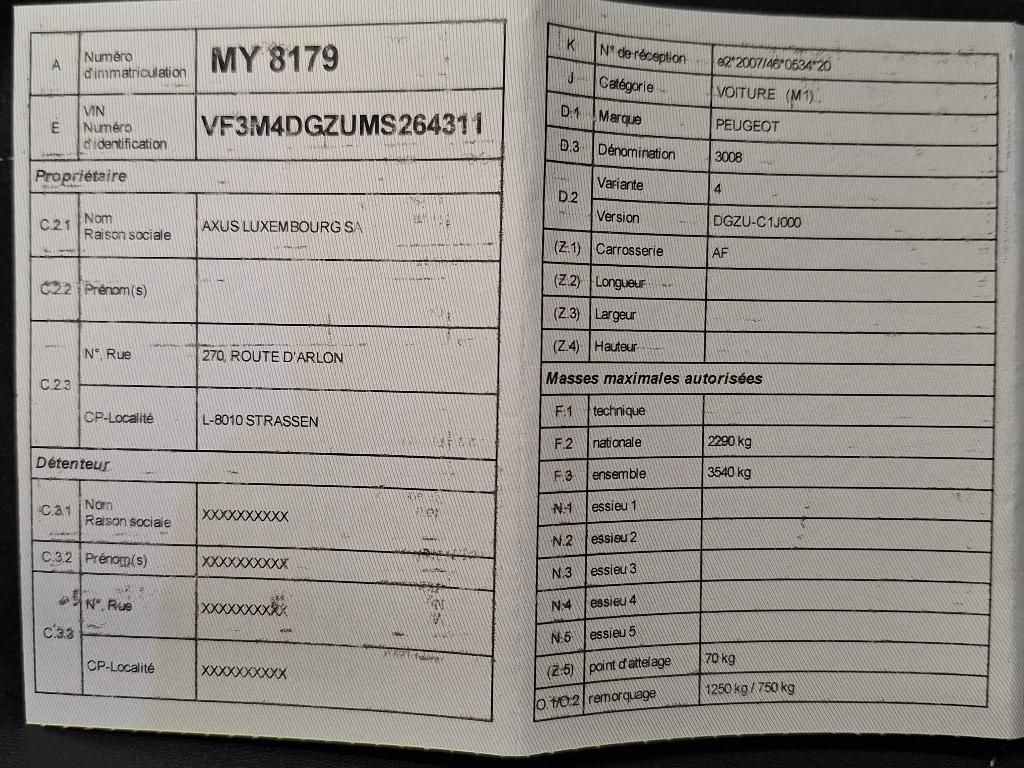 A Numéro d'immatriculation MY 8179
E VIN Numéro d'identification VF3M4DGZUMS264311
Propriétaire
C.2.1 Nom Raison sociale AXUS LUXEMBOURG SA
C.2.2 Prénom(s)
C.2.3 N°, Rue 270, ROUTE D'ARLON
CP-Localité L-8010 STRASSEN
Détenteur
C.3.1 Nom Raison sociale XXXXXXXXXX
C.3.2 Prénom(s) XXXXXXXXXX
C.3.3 N°, Rue XXXXXXXXXX
CP-Localité XXXXXXXXXX
K N° de réception e2*2007/46*0534*20
J Catégorie VOITURE (M1)
D.1 Marque PEUGEOT
D.3 Dénomination 3008
D.2 Variante 4
Version DGZU-C1J000
(Z.1) Carrosserie AF
(Z.2) Longueur
(Z.3) Largeur
(Z.4) Hauteur
Masses maximales autorisées
F.1 technique
F.2 nationale 2290 kg
F.3 ensemble 3540 kg
N.1 essieu 1
N.2 essieu 2
N.3 essieu 3
N.4 essieu 4
N.5 essieu 5
(Z.5) point d'attelage 70 kg
O.1/O.2 remorquage 1250 kg / 750 kg